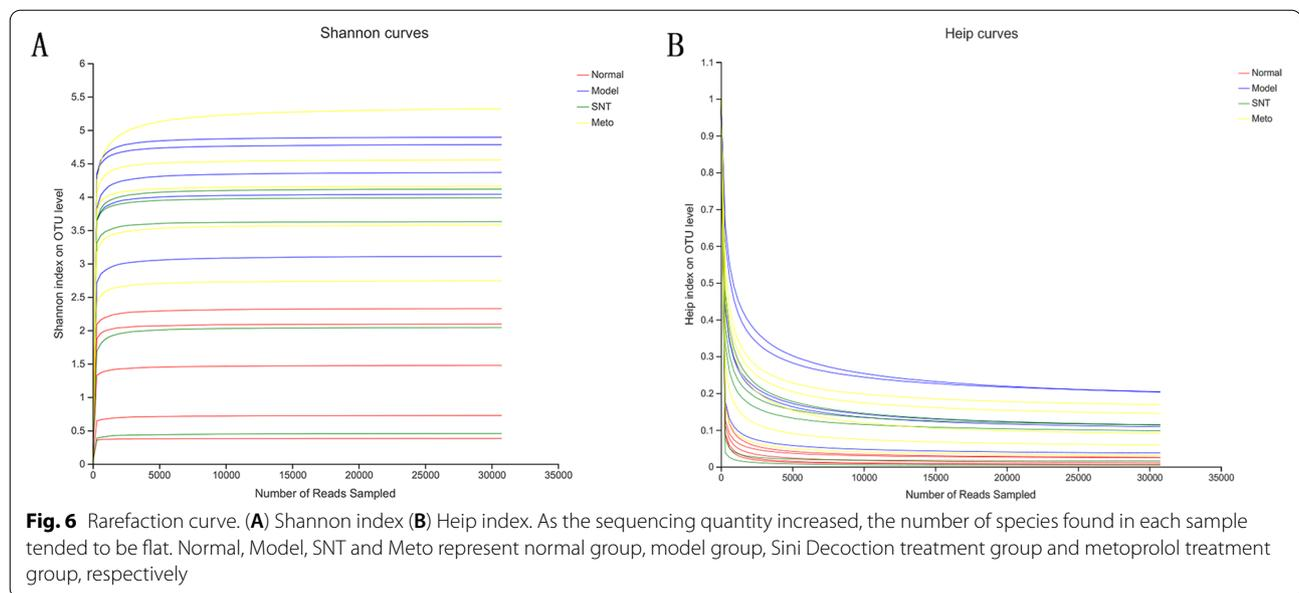 A
Shannon curves
6
5.5
5
4.5
4
3.5
3
2.5
2
1.5
1
0.5
0
Shannon index on OTU level
0 5000 10000 15000 20000 25000 30000 35000
Number of Reads Sampled
Normal
Model
SNT
Meto
B
Heip curves
1.1
1
0.9
0.8
0.7
0.6
0.5
0.4
0.3
0.2
0.1
0
Heip index on OTU level
0 5000 10000 15000 20000 25000 30000 35000
Number of Reads Sampled
Normal
Model
SNT
Meto
Fig. 6 Rarefaction curve. (A) Shannon index (B) Heip index. As the sequencing quantity increased, the number of species found in each sample
tended to be flat. Normal, Model, SNT and Meto represent normal group, model group, Sini Decoction treatment group and metoprolol treatment
group, respectively